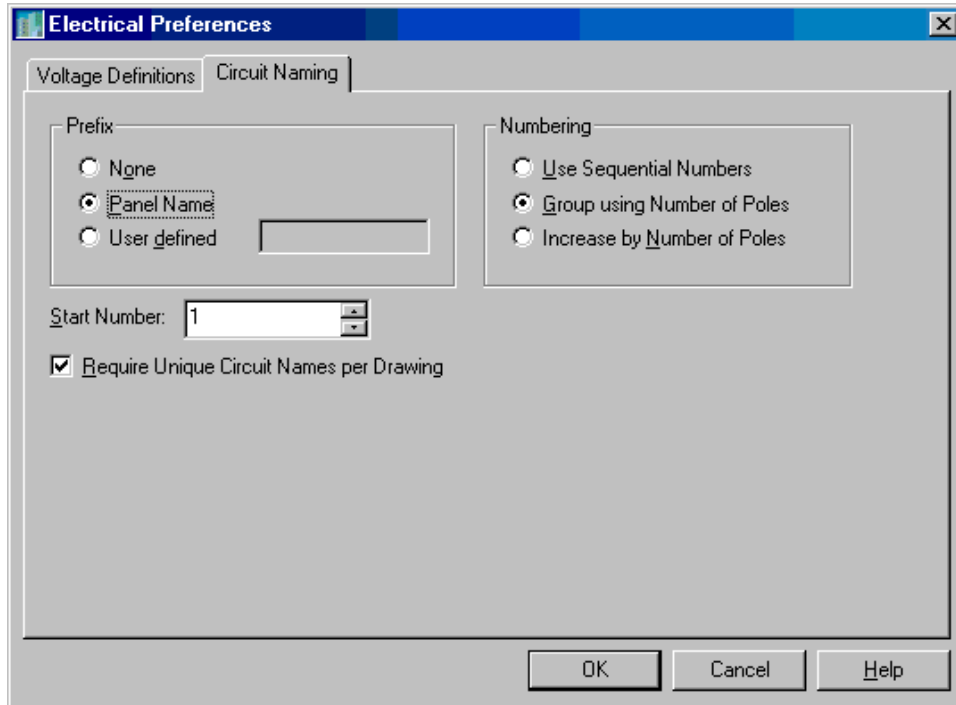 Electrical Preferences
Voltage Definitions Circuit Naming
Prefix
None
Panel Name
User defined
Numbering
Use Sequential Numbers
Group using Number of Poles
Increase by Number of Poles
Start Number: 1
Require Unique Circuit Names per Drawing
OK Cancel Help